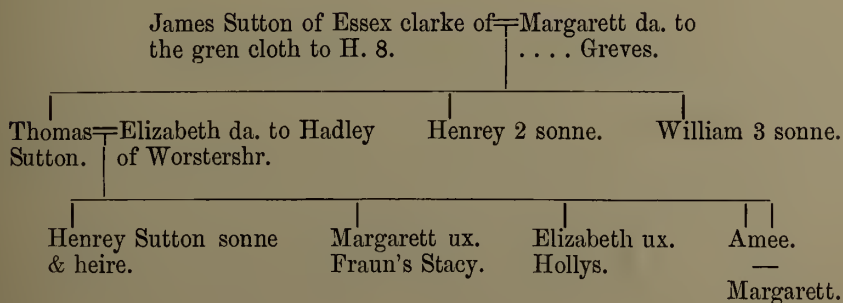 James Sutton of Essex clarke of Margarett da. to
the gren cloth to H. 8. . . . . Greves.
Thomas Elizabeth da. to Hadley Henrey 2 sonne. William 3 sonne.
Sutton. of Worstershr.
Henrey Sutton sonne Margarett ux. Elizabeth ux. Amee.
& heire. Fraun's Stacy. Hollys.
Margarett.